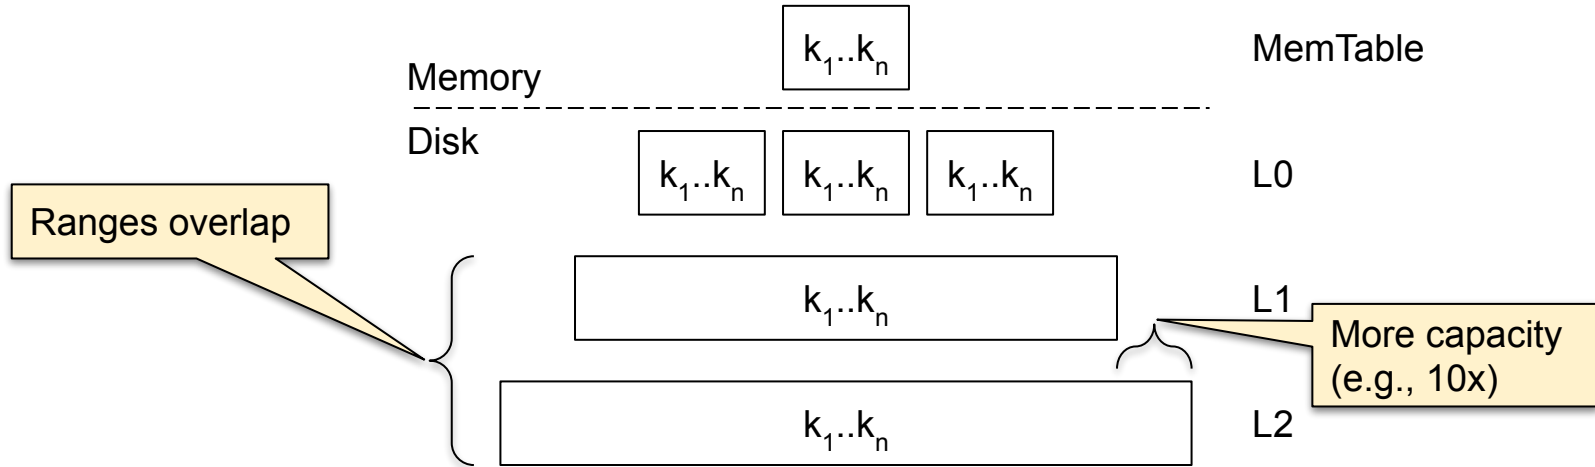 k₁..kₙ
MemTable
Memory
Disk
k₁..kₙ k₁..kₙ k₁..kₙ
L0
Ranges overlap
k₁..kₙ
L1
More capacity
(e.g., 10x)
k₁..kₙ
L2